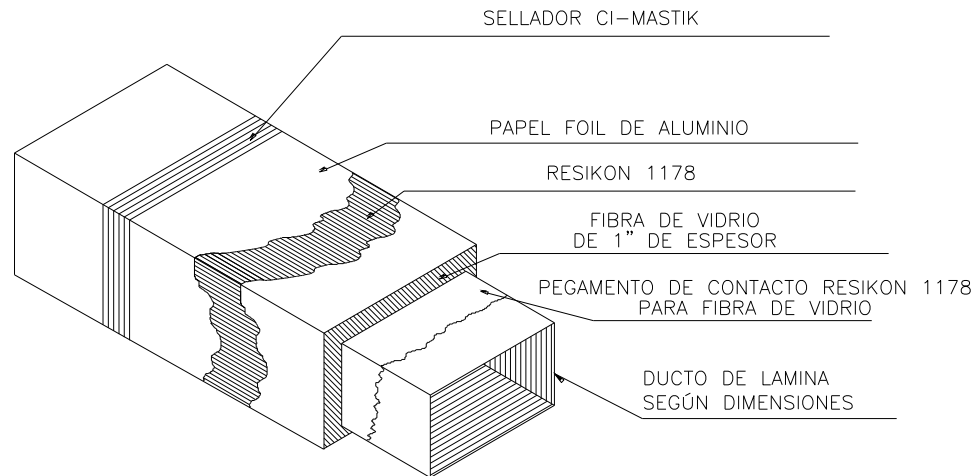 SELLADOR CI-MASTIK
PAPEL FOIL DE ALUMINIO
RESIKON 1178
FIBRA DE VIDRIO
DE 1" DE ESPESOR
PEGAMENTO DE CONTACTO RESIKON 1178
PARA FIBRA DE VIDRIO
DUCTO DE LAMINA
SEGÚN DIMENSIONES